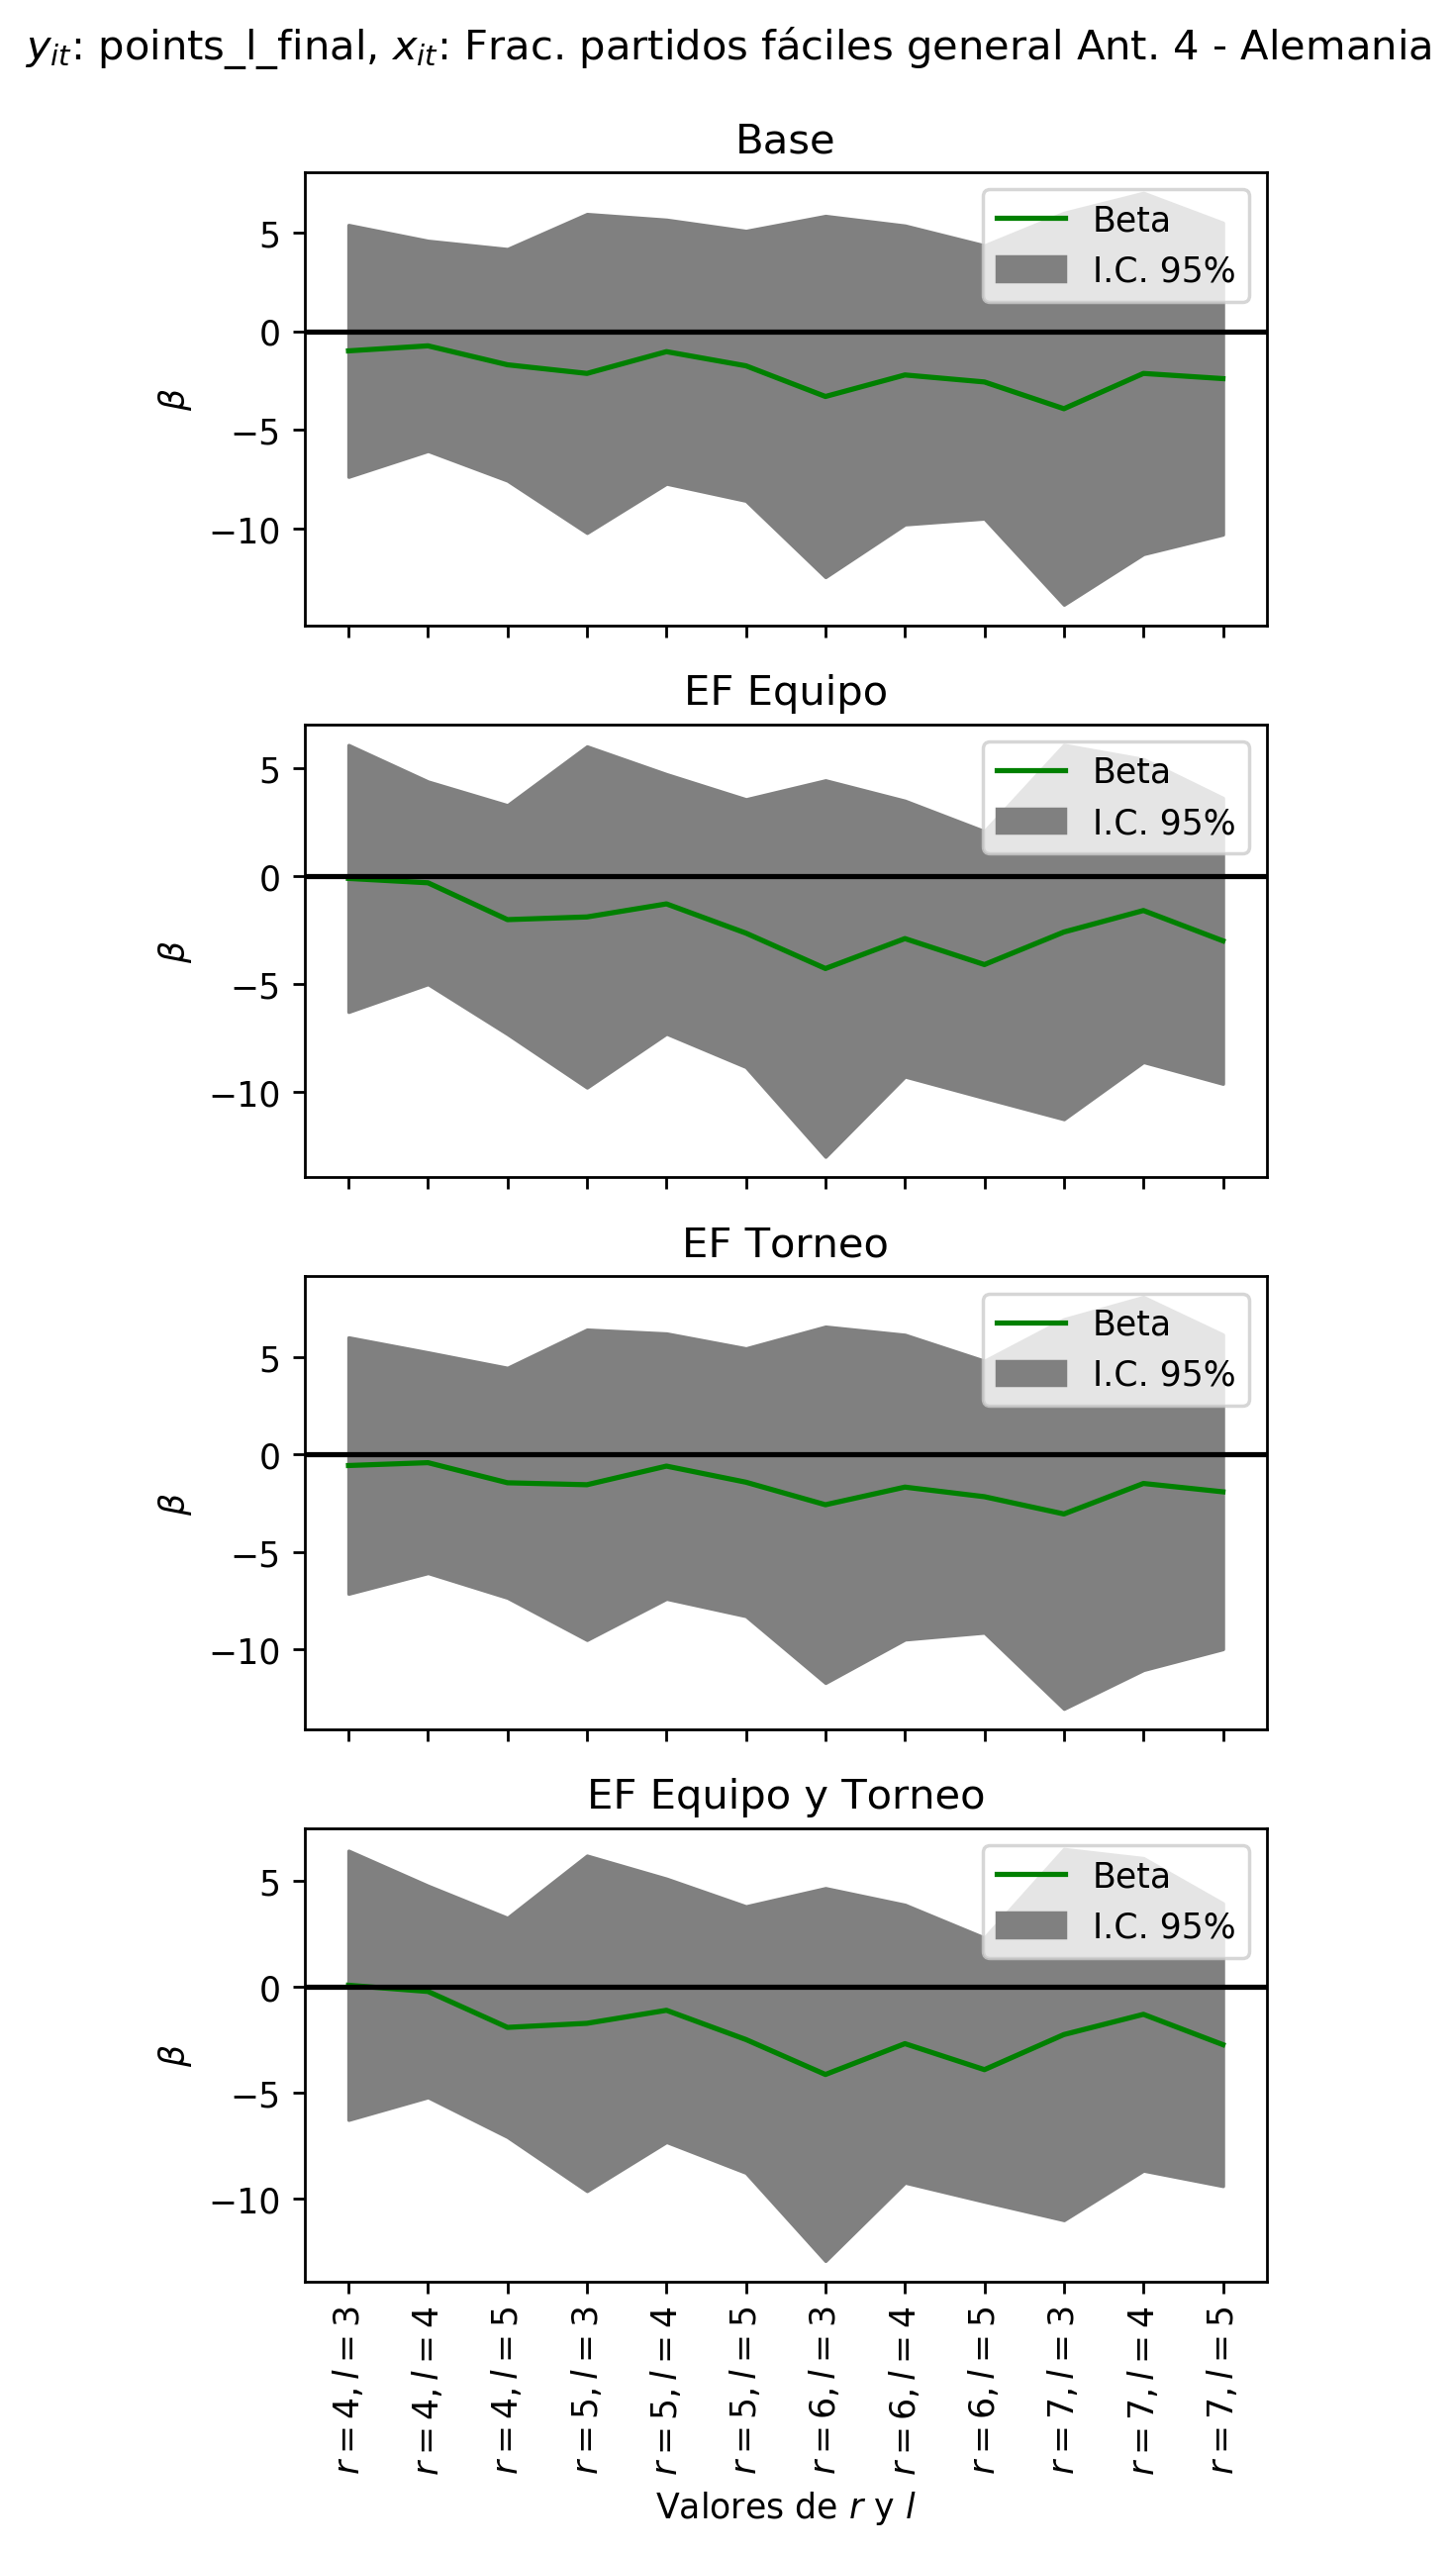 y_it: points_l_final, x_it: Frac. partidos fáciles general Ant. 4 - Alemania
Base
5
0
−5
−10
β
Beta
I.C. 95%
EF Equipo
5
0
−5
−10
β
Beta
I.C. 95%
EF Torneo
5
0
−5
−10
β
Beta
I.C. 95%
EF Equipo y Torneo
5
0
−5
−10
β
Beta
I.C. 95%
r = 4, l = 3
r = 4, l = 4
r = 4, l = 5
r = 5, l = 3
r = 5, l = 4
r = 5, l = 5
r = 6, l = 3
r = 6, l = 4
r = 6, l = 5
r = 7, l = 3
r = 7, l = 4
r = 7, l = 5
Valores de r y l